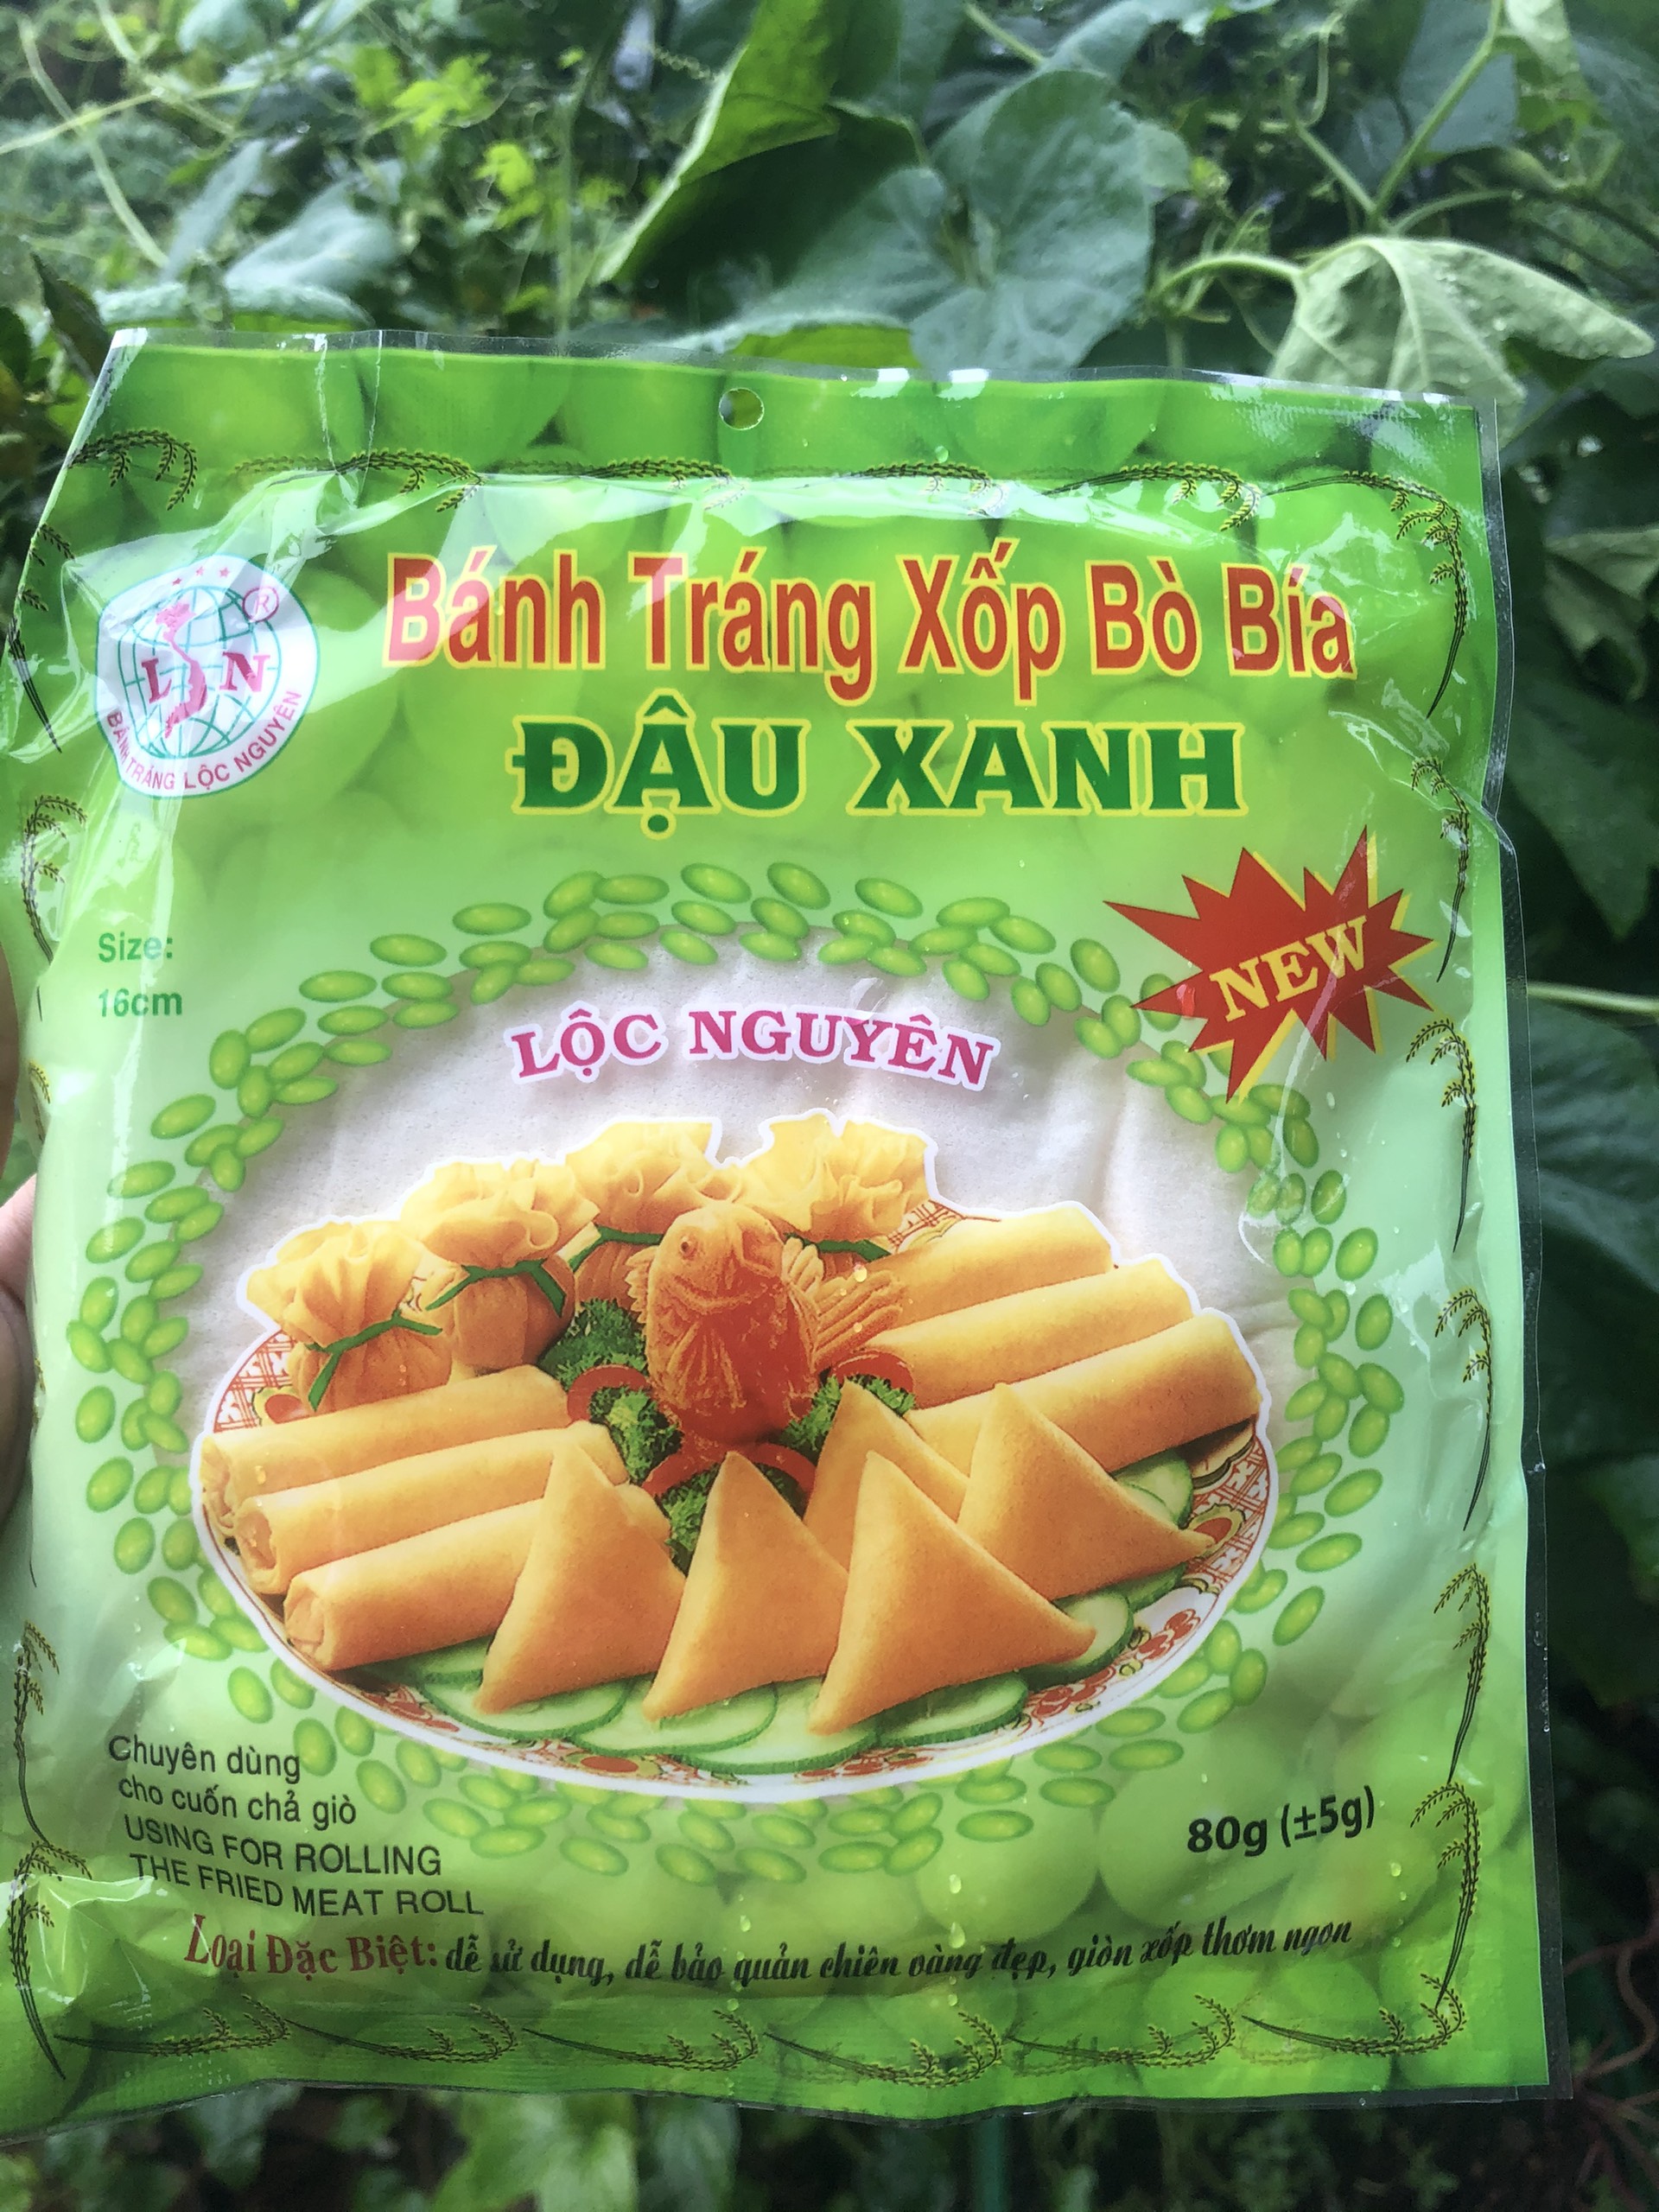 Bánh Tráng Xốp Bò Bía
ĐẬU XANH
®
L N
BÁNH TRÁNG LỘC NGUYÊN
NEW
Size:
16cm
LỘC NGUYÊN
Chuyên dùng
cho cuốn chả giò
USING FOR ROLLING
THE FRIED MEAT ROLL
80g (±5g)
Loại Đặc Biệt: dễ sử dụng, dễ bảo quản chiên vàng đẹp, giòn xốp thơm ngon